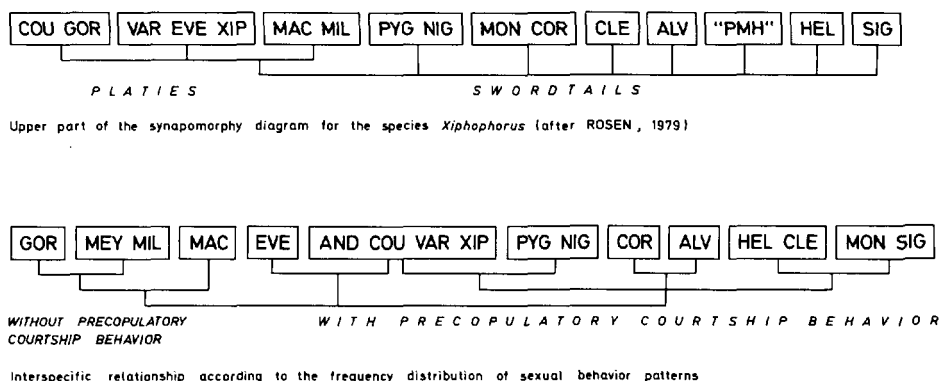 COU GOR VAR EVE XIP MAC MIL PYG NIG MON COR CLE ALV "PMH" HEL SIG
PLATIES SWORDTAILS
Upper part of the synapomorphy diagram for the species Xiphophorus (after ROSEN, 1979)
GOR MEY MIL MAC EVE AND COU VAR XIP PYG NIG COR ALV HEL CLE MON SIG
WITHOUT PRECOPULATORY WITH PRECOPULATORY COURTSHIP BEHAVIOR
COURTSHIP BEHAVIOR
Interspecific relationship according to the frequency distribution of sexual behavior patterns